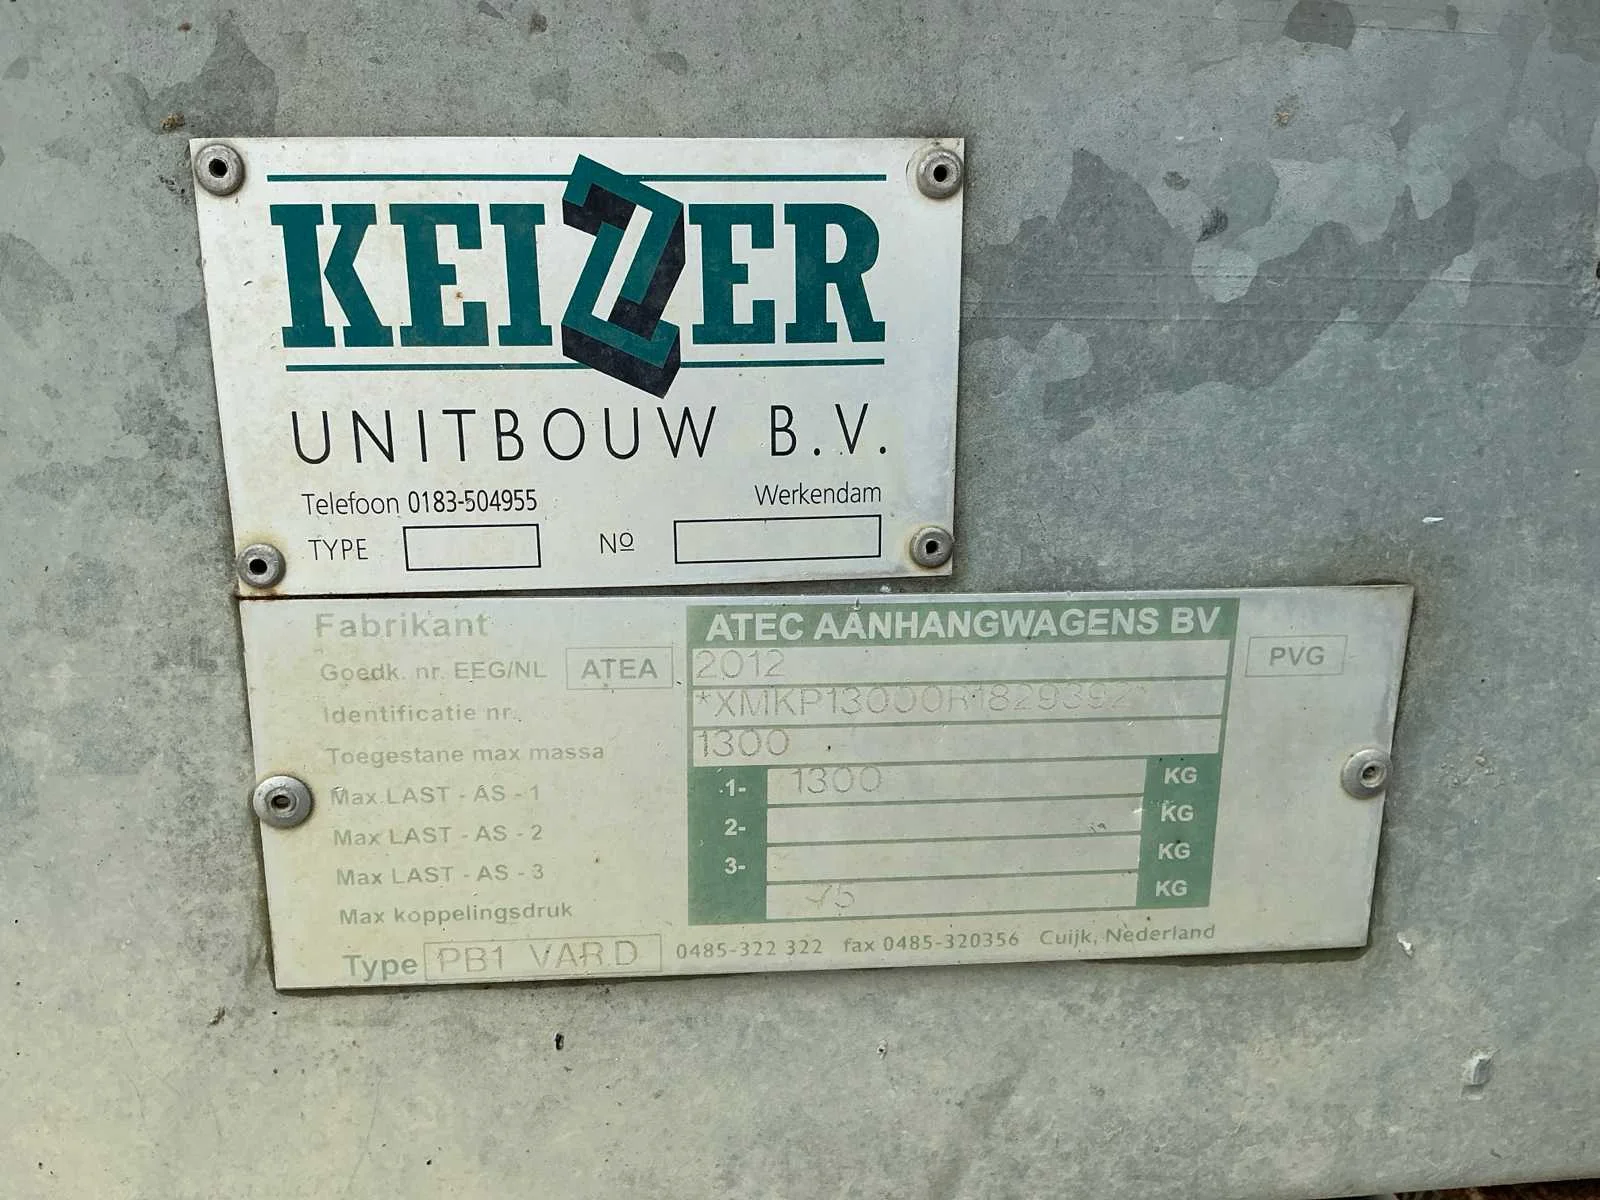 KEIZER
UNITBOUW B.V.
Telefoon 0183-504955 Werkendam
TYPE Nº
Fabrikant ATEC AANHANGWAGENS BV
Goedk. nr. EEG/NL ATEA 2012 PVG
Identificatie nr. *XMKP13000R1829392*
Toegestane max massa 1300
Max LAST - AS - 1 1- 1300 KG
Max LAST - AS - 2 2- KG
Max LAST - AS - 3 3- KG
Max koppelingsdruk 75 KG
Type PB1 VAR.D 0485-322 322 fax 0485-320356 Cuijk, Nederland